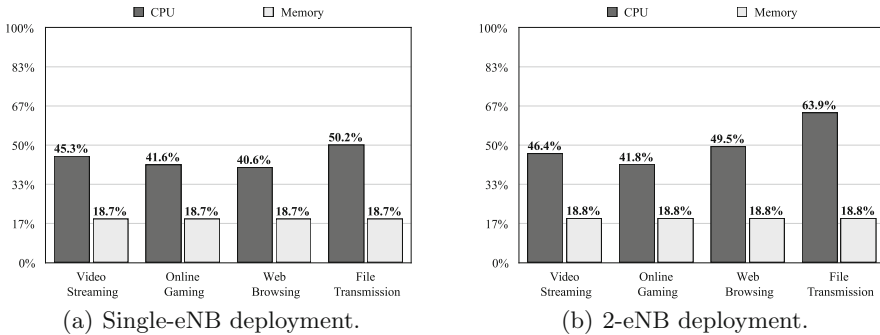 CPU Memory
100%
83%
67%
50%
33%
17%
0%
45.3% 18.7% 41.6% 18.7% 40.6% 18.7% 50.2% 18.7%
Video Streaming Online Gaming Web Browsing File Transmission
(a) Single-eNB deployment.
CPU Memory
100%
83%
67%
50%
33%
17%
0%
46.4% 18.8% 41.8% 18.8% 49.5% 18.8% 63.9% 18.8%
Video Streaming Online Gaming Web Browsing File Transmission
(b) 2-eNB deployment.